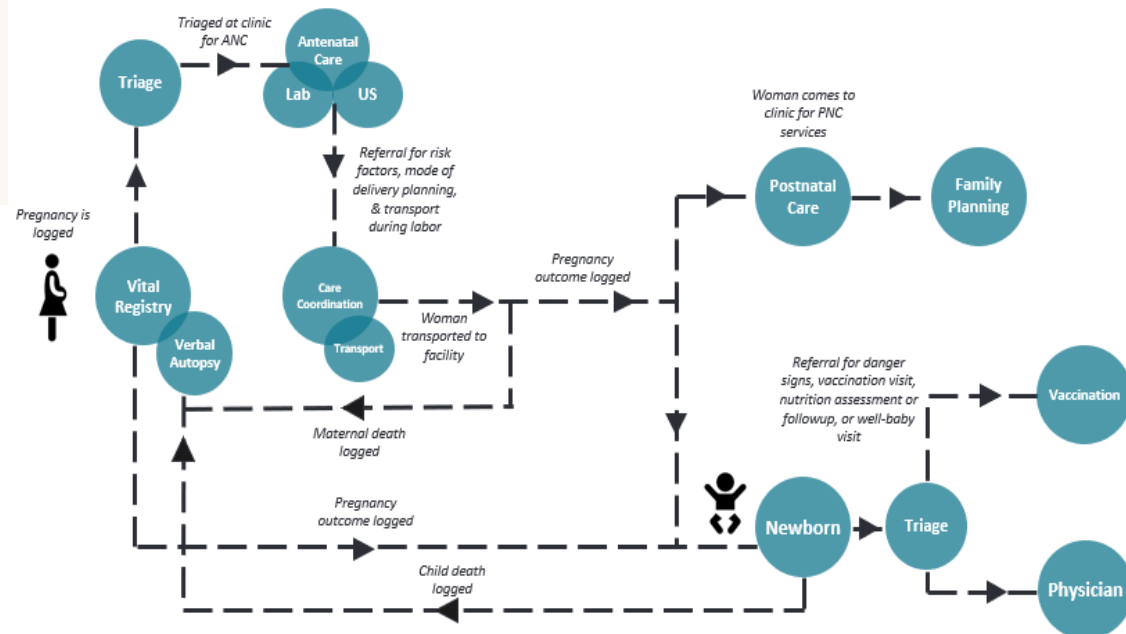 Triaged at clinic
for ANC
Triage
Antenatal
Care
Lab
US
Referral for risk
factors, mode of
delivery planning,
& transport
during labor
Pregnancy is
logged
Vital
Registry
Verbal
Autopsy
Care
Coordination
Transport
Woman
transported to
facility
Pregnancy
outcome logged
Woman comes to
clinic for PNC
services
Postnatal
Care
Family
Planning
Maternal death
logged
Referral for danger
signs, vaccination visit,
nutrition assessment or
followup, or well-baby
visit
Vaccination
Pregnancy
outcome logged
Newborn
Triage
Physician
Child death
logged